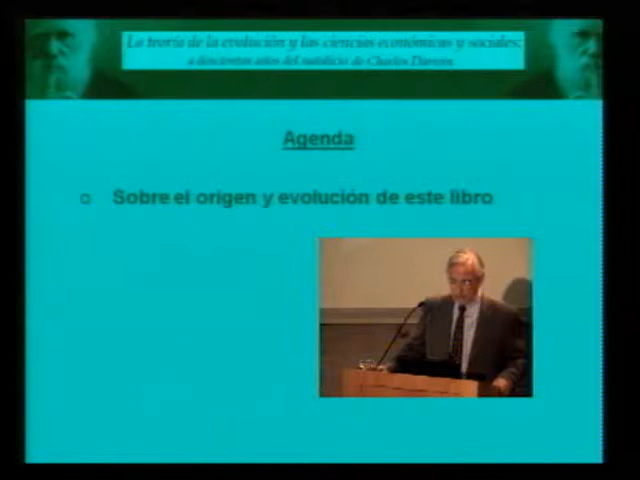 La teoría de la evolución y las ciencias económicas y sociales:
a doscientos años del natalicio de Charles Darwin
Agenda
o Sobre el origen y evolución de este libro